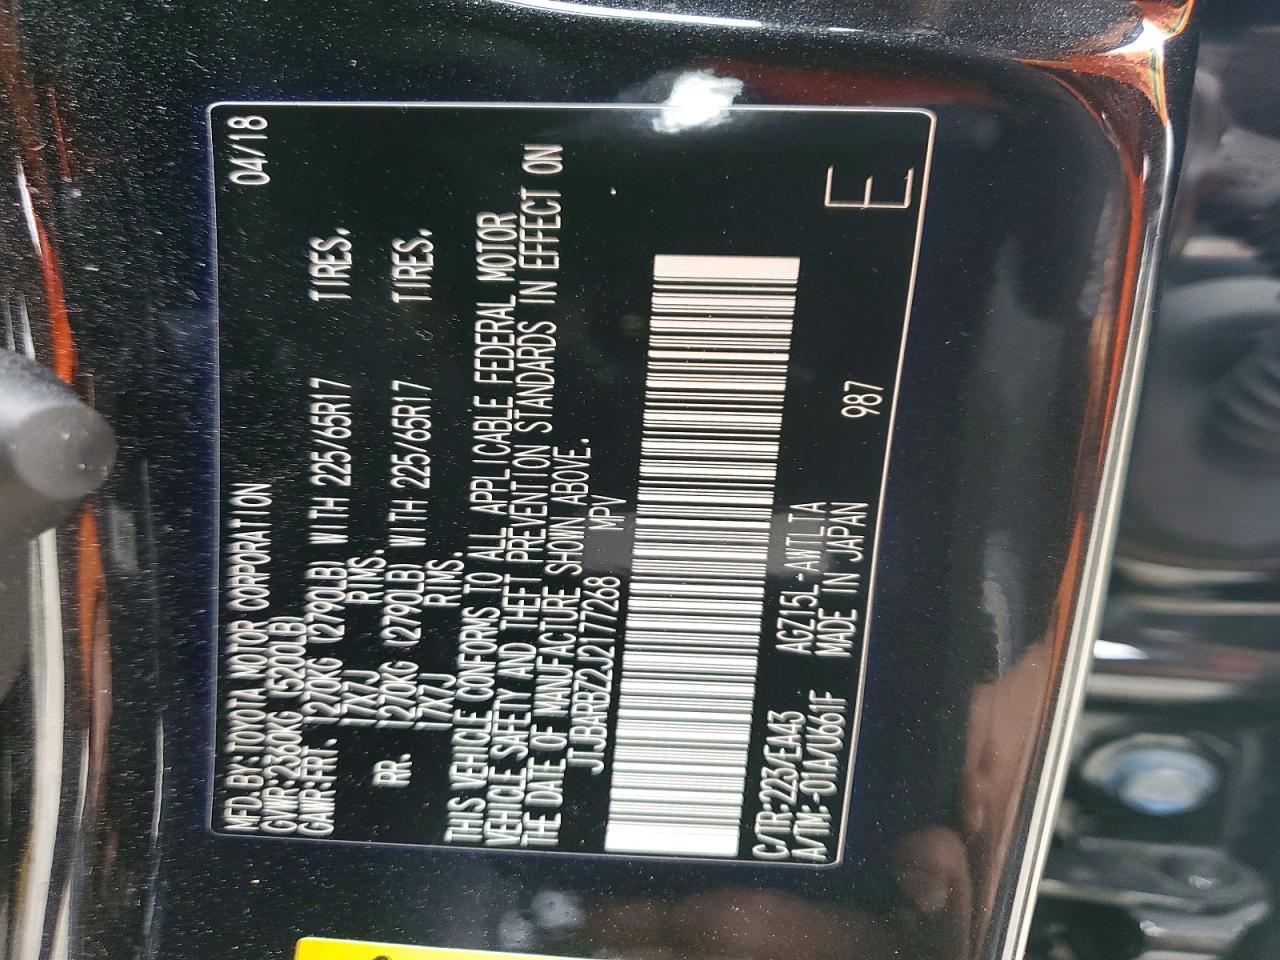 MFD.BY:TOYOTA MOTOR CORPORATION 04/18
GVWR:2360KG (5200LB)
GAWR:FRT. 1270KG (2790LB) WITH 225/65R17 TIRES.
17X7J RIMS.
RR. 1270KG (2790LB) WITH 225/65R17 TIRES.
17X7J RIMS.
THIS VEHICLE CONFORMS TO ALL APPLICABLE FEDERAL MOTOR
VEHICLE SAFETY AND THEFT PREVENTION STANDARDS IN EFFECT ON
THE DATE OF MANUFACTURE SHOWN ABOVE.
JTJBARBZ2J2177268 MPV
C/TR:223/EA43 AGZ15L-AWTLTA
A/TM:-01A/U661F MADE IN JAPAN 987
E